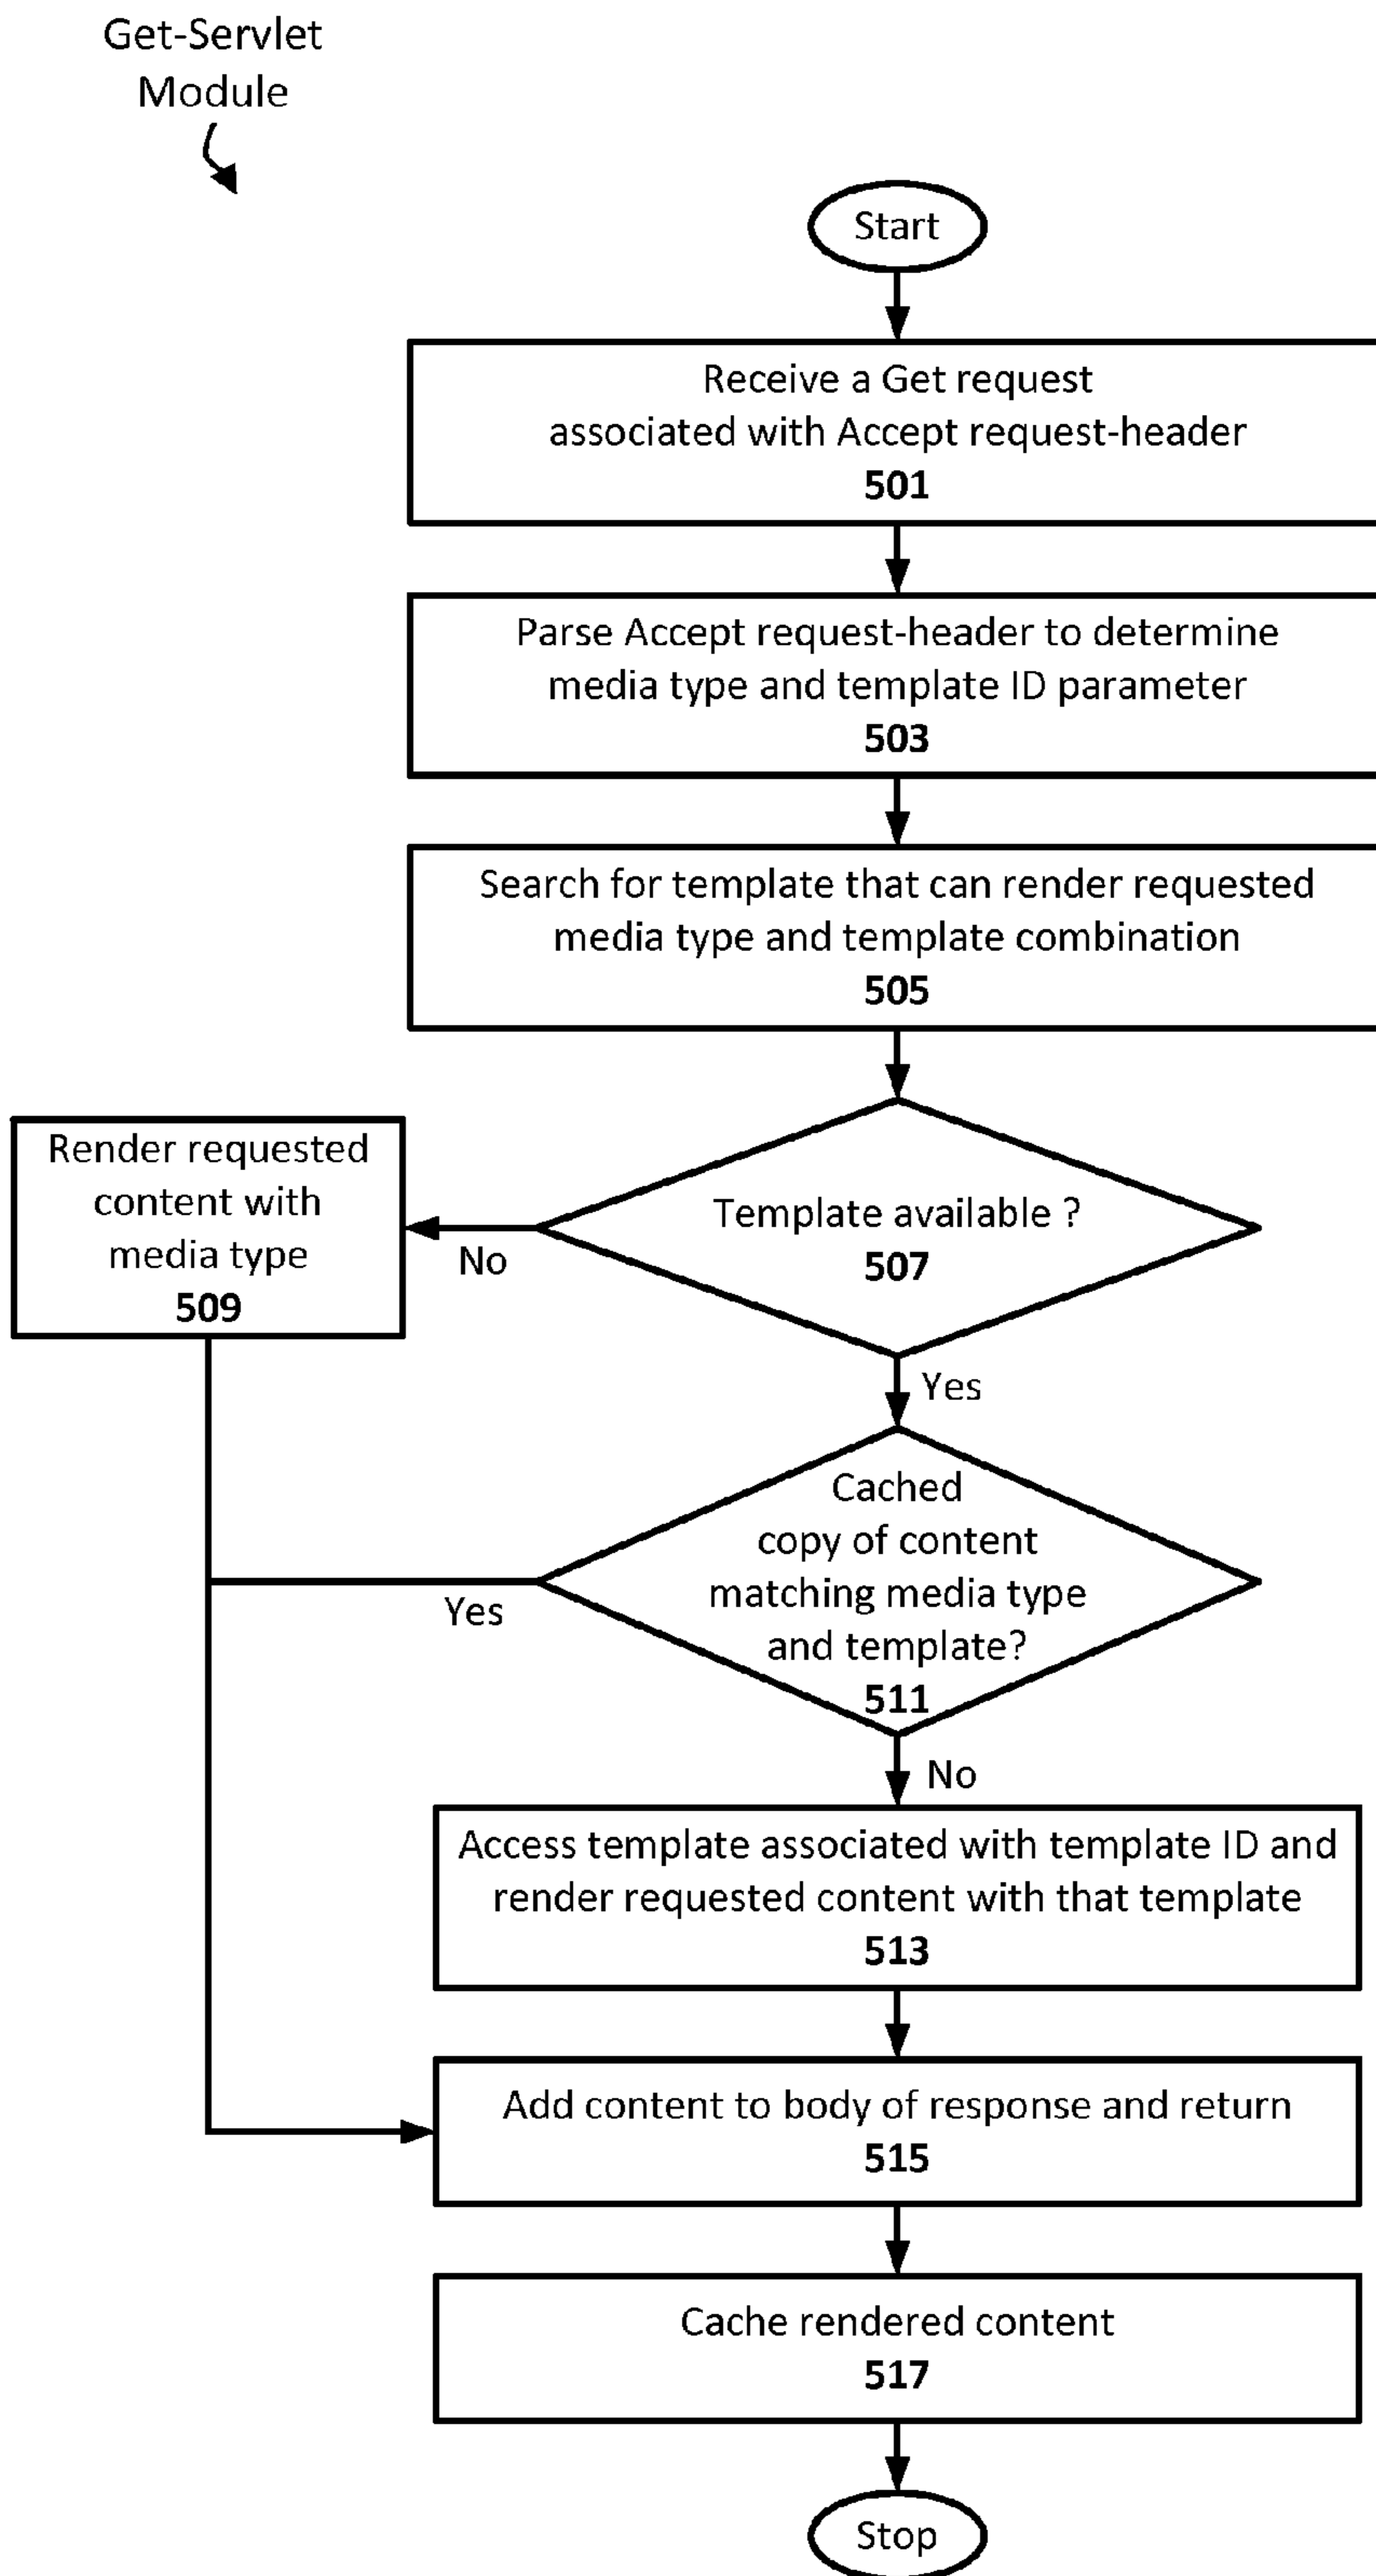 Get-Servlet
Module
Start
Receive a Get request
associated with Accept request-header
501
Parse Accept request-header to determine
media type and template ID parameter
503
Search for template that can render requested
media type and template combination
505
Template available ?
507
No
Render requested
content with
media type
509
Yes
Cached
copy of content
matching media type
and template?
511
Yes
No
Access template associated with template ID and
render requested content with that template
513
Add content to body of response and return
515
Cache rendered content
517
Stop